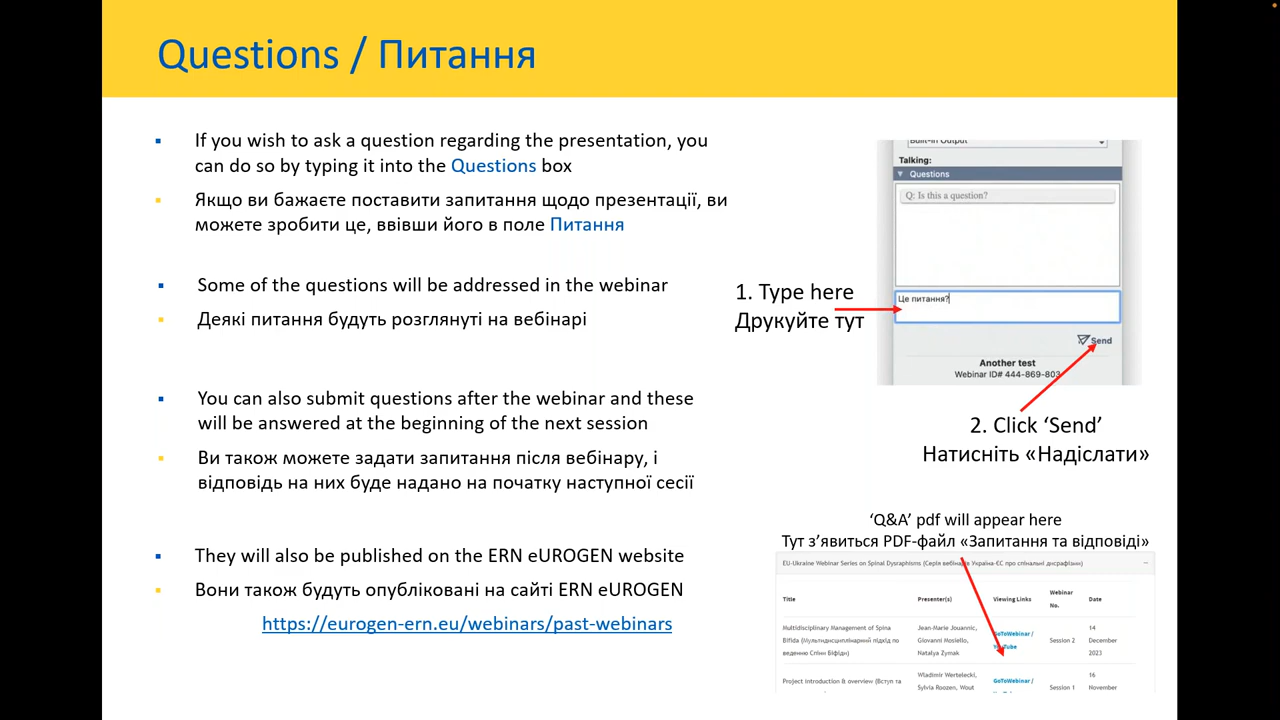 Questions / Питання
If you wish to ask a question regarding the presentation, you
can do so by typing it into the Questions box
Якщо ви бажаєте поставити запитання щодо презентації, ви
можете зробити це, ввівши його в поле Питання
Some of the questions will be addressed in the webinar
Деякі питання будуть розглянуті на вебінарі
You can also submit questions after the webinar and these
will be answered at the beginning of the next session
Ви також можете задати запитання після вебінару, і
відповідь на них буде надано на початку наступної сесії
They will also be published on the ERN eUROGEN website
Вони також будуть опубліковані на сайті ERN eUROGEN
https://eurogen-ern.eu/webinars/past-webinars
Built-in Output
Talking:
Questions
Q: Is this a question?
1. Type here
Друкуйте тут
Це питання?
Send
Another test
Webinar ID# 444-869-803
2. Click ‘Send’
Натисніть «Надіслати»
‘Q&A’ pdf will appear here
Тут з’явиться PDF-файл «Запитання та відповіді»
EU-Ukraine Webinar Series on Spinal Dysraphisms (Серія вебінарів Україна-ЄС про спінальні дисрафізми)
Title Presenter(s) Viewing Links Webinar No. Date
Multidisciplinary Management of Spina Jean-Marie Jouannic, 14
Bifida (Мультидисциплінарний підхід по Giovanni Mosiello, GoToWebinar / Session 2 December
веденню Спіни Біфіди) Natalya Zymak YouTube 2023
Project introduction & overview (Вступ та Wladimir Wertelecki, GoToWebinar / Session 1 16
Sylvia Roozen, Wout November